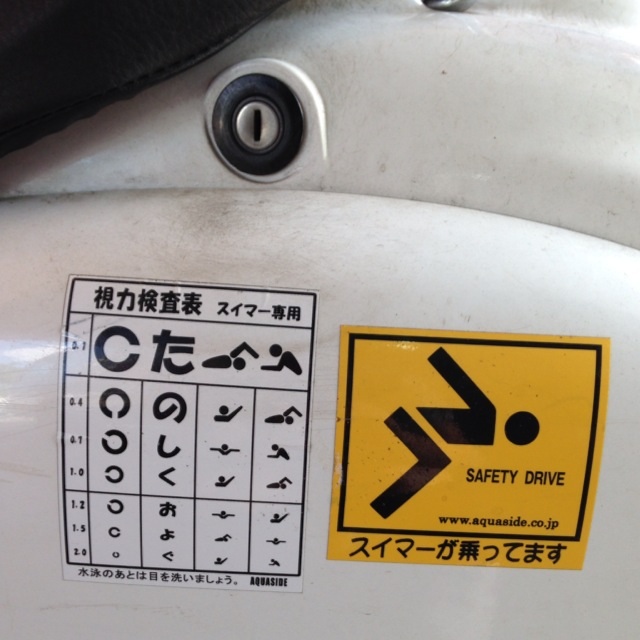 視力検査表 スイマー専用
0.1 た
0.4 の
0.7 し
1.0 く
1.2 お
1.5 よ
2.0 ぐ
水泳のあとは目を洗いましょう。 AQUASIDE
SAFETY DRIVE
www.aquaside.co.jp
スイマーが乗ってます